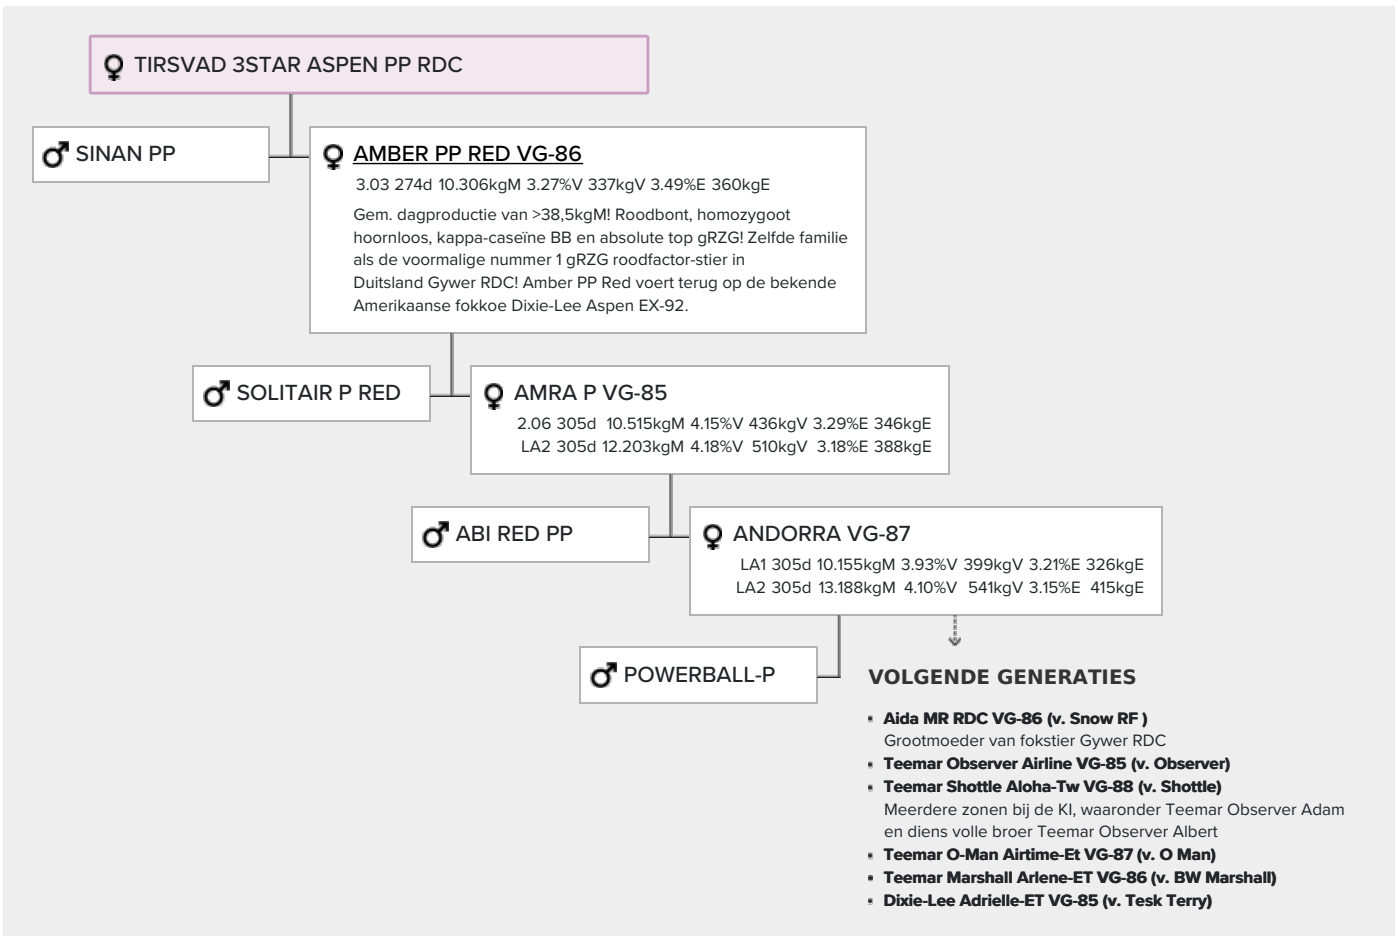 TIRSVAD 3STAR ASPEN PP RDC
SINAN PP
AMBER PP RED VG-86
3.03 274d 10.306kgM 3.27%V 337kgV 3.49%E 360kgE
Gem. dagproductie van >38,5kgM! Roodbont, homozygoot
hoornloos, kappa-caseïne BB en absolute top gRZG! Zelfde familie
als de voormalige nummer 1 gRZG roodfactor-stier in
Duitsland Gywer RDC! Amber PP Red voert terug op de bekende
Amerikaanse fokkoe Dixie-Lee Aspen EX-92.
SOLITAIR P RED
AMRA P VG-85
2.06 305d 10.515kgM 4.15%V 436kgV 3.29%E 346kgE
LA2 305d 12.203kgM 4.18%V 510kgV 3.18%E 388kgE
ABI RED PP
ANDORRA VG-87
LA1 305d 10.155kgM 3.93%V 399kgV 3.21%E 326kgE
LA2 305d 13.188kgM 4.10%V 541kgV 3.15%E 415kgE
POWERBALL-P
VOLGENDE GENERATIES
Aida MR RDC VG-86 (v. Snow RF )
Grootmoeder van fokstier Gywer RDC
Teemar Observer Airline VG-85 (v. Observer)
Teemar Shottle Aloha-Tw VG-88 (v. Shottle)
Meerdere zonen bij de KI, waaronder Teemar Observer Adam
en diens volle broer Teemar Observer Albert
Teemar O-Man Airtime-Et VG-87 (v. O Man)
Teemar Marshall Arlene-ET VG-86 (v. BW Marshall)
Dixie-Lee Adrielle-ET VG-85 (v. Tesk Terry)